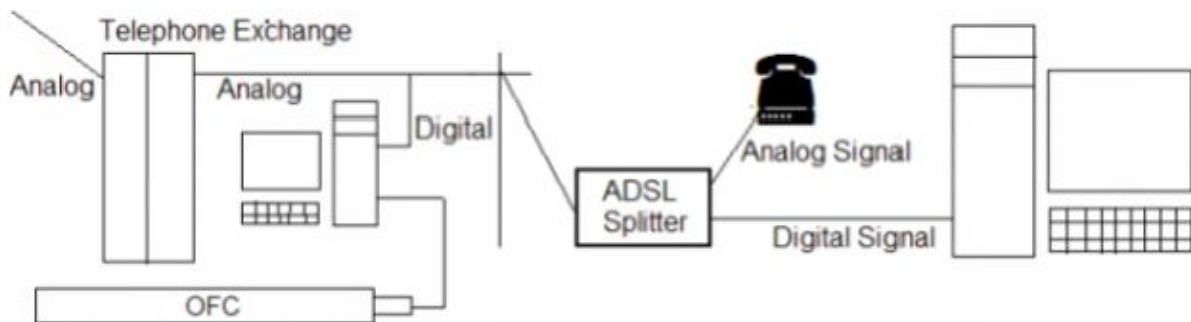 Telephone Exchange
Analog
Analog
Digital
OFC
ADSL
Splitter
Analog Signal
Digital Signal